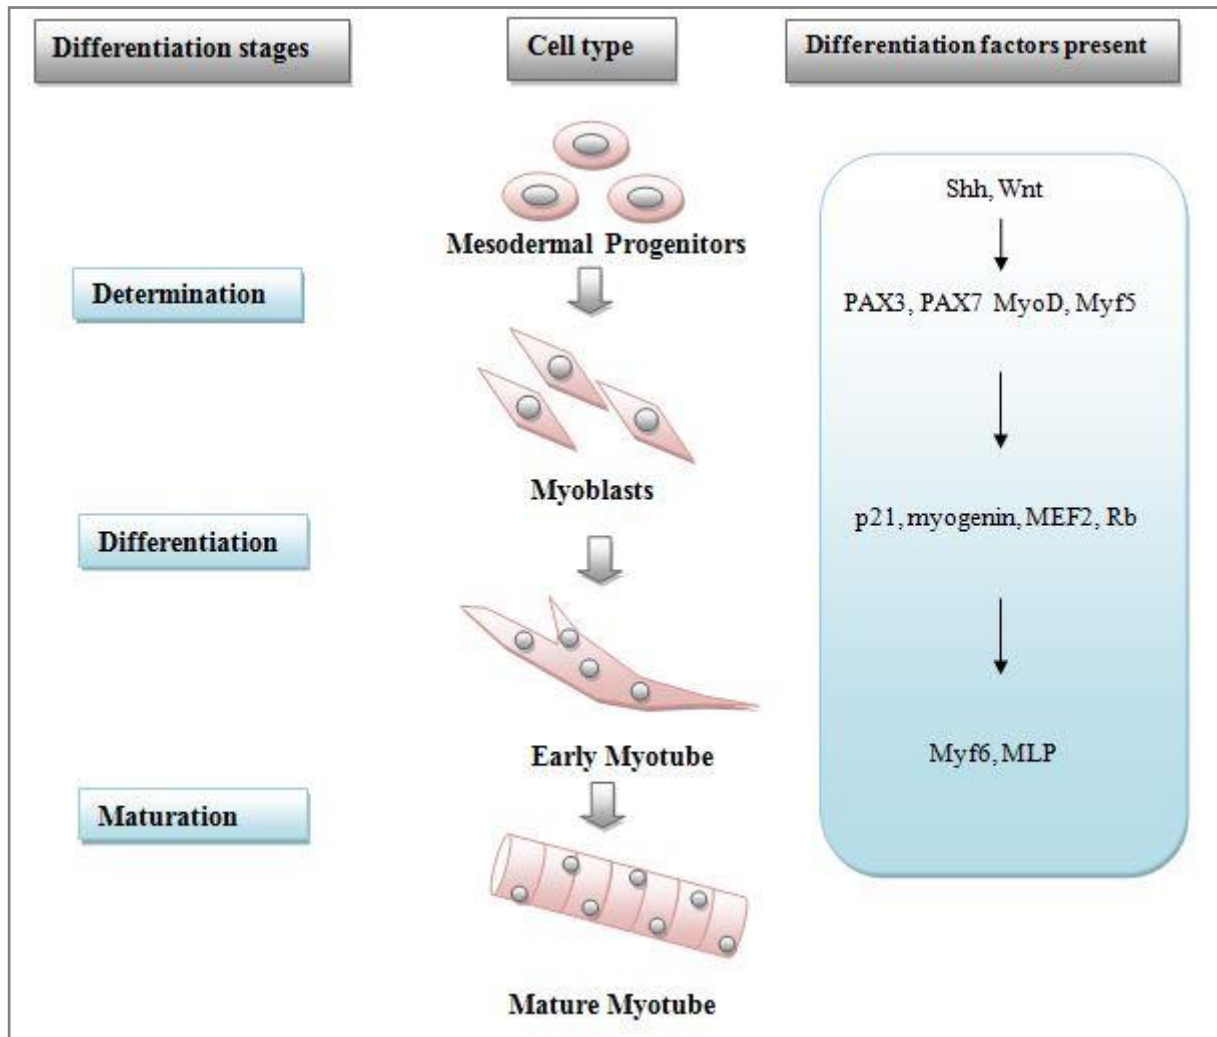 Differentiation stages
Cell type
Differentiation factors present
Shh, Wnt
Mesodermal Progenitors
Determination
PAX3, PAX7 MyoD, Myf5
Myoblasts
p21, myogenin, MEF2, Rb
Differentiation
Early Myotube
Myf6, MLP
Maturation
Mature Myotube